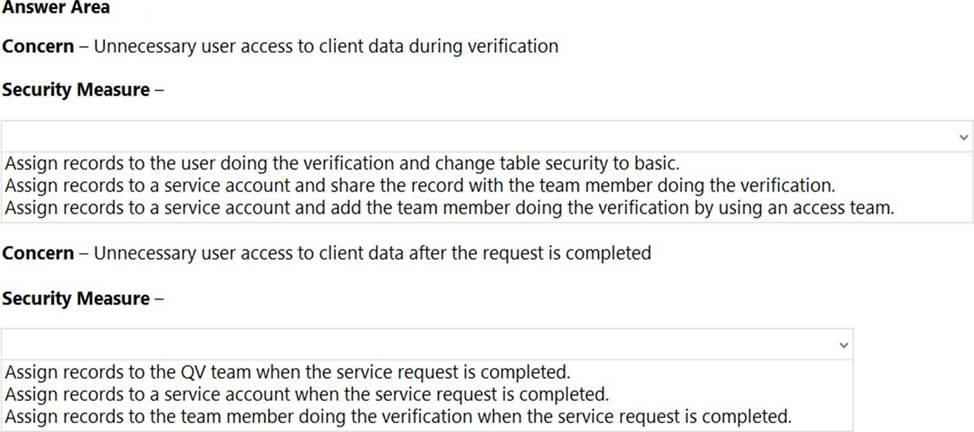 Answer Area
Concern – Unnecessary user access to client data during verification
Security Measure –
Assign records to the user doing the verification and change table security to basic.
Assign records to a service account and share the record with the team member doing the verification.
Assign records to a service account and add the team member doing the verification by using an access team.
Concern – Unnecessary user access to client data after the request is completed
Security Measure –
Assign records to the QV team when the service request is completed.
Assign records to a service account when the service request is completed.
Assign records to the team member doing the verification when the service request is completed.